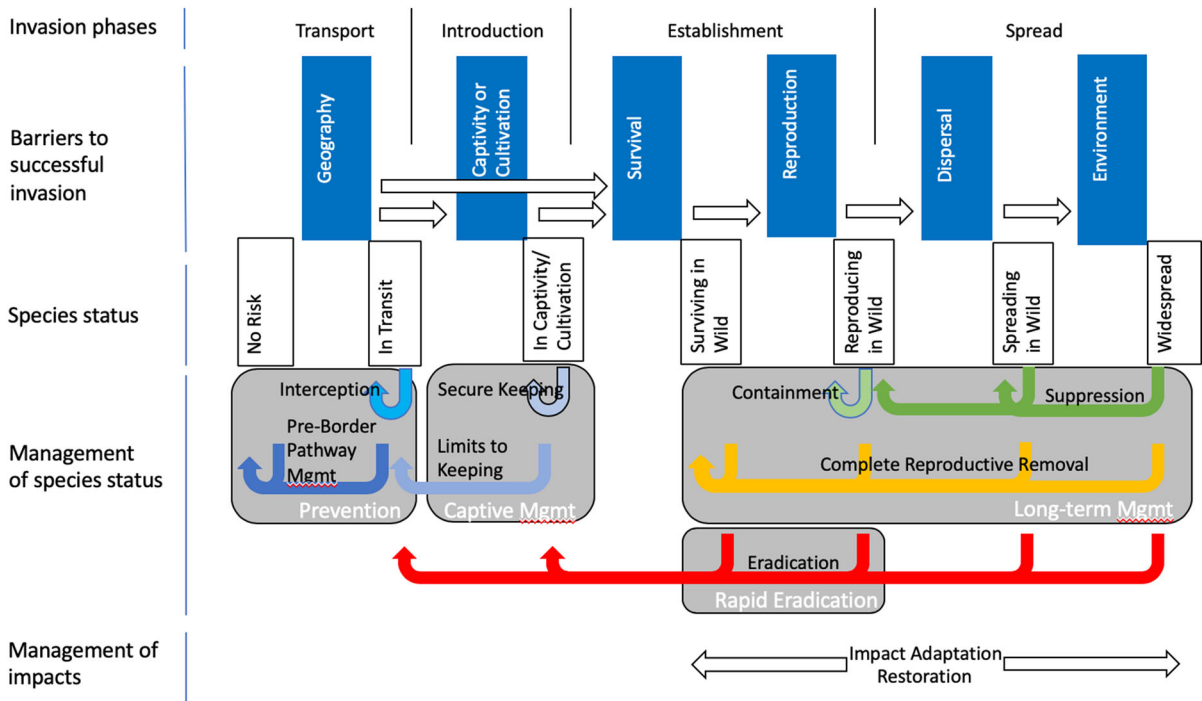 Invasion phases
Transport
Introduction
Establishment
Spread
Barriers to
successful
invasion
Geography
Captivity or
Cultivation
Survival
Reproduction
Dispersal
Environment
Species status
No Risk
In Transit
In Captivity/
Cultivation
Surviving in
Wild
Reproducing
in Wild
Spreading
in Wild
Widespread
Management
of species status
Interception
Pre-Border
Pathway
Mgmt
Prevention
Secure Keeping
Limits to
Keeping
Captive Mgmt
Containment
Suppression
Complete Reproductive Removal
Long-term Mgmt
Eradication
Rapid Eradication
Management of
impacts
Impact Adaptation
Restoration